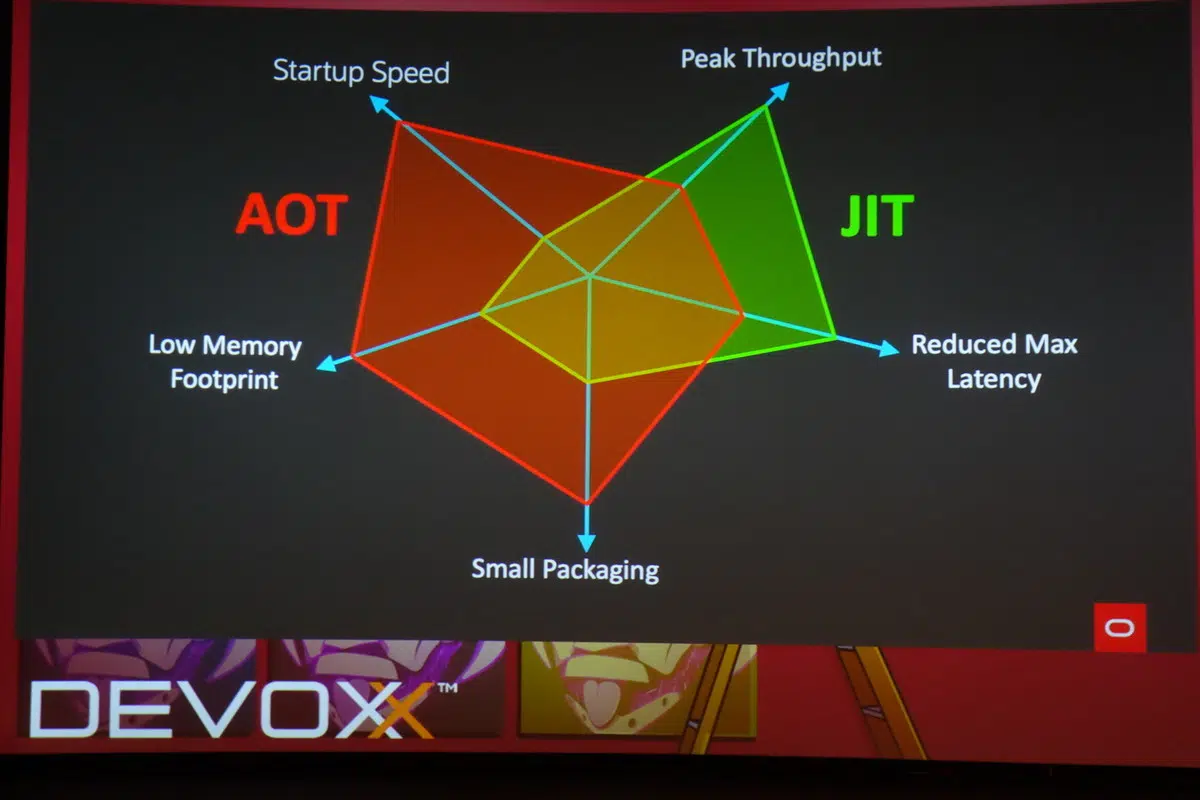 Startup Speed
Peak Throughput
AOT
JIT
Low Memory
Footprint
Reduced Max
Latency
Small Packaging
DEVOXX™